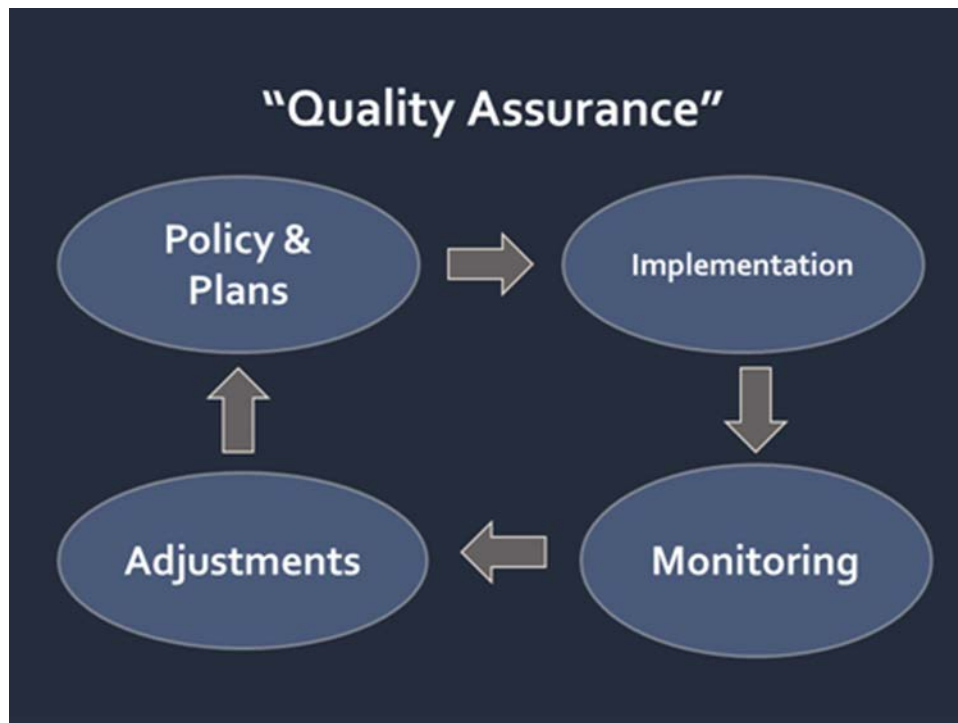 “Quality Assurance”
Policy &
Plans
Implementation
Adjustments
Monitoring